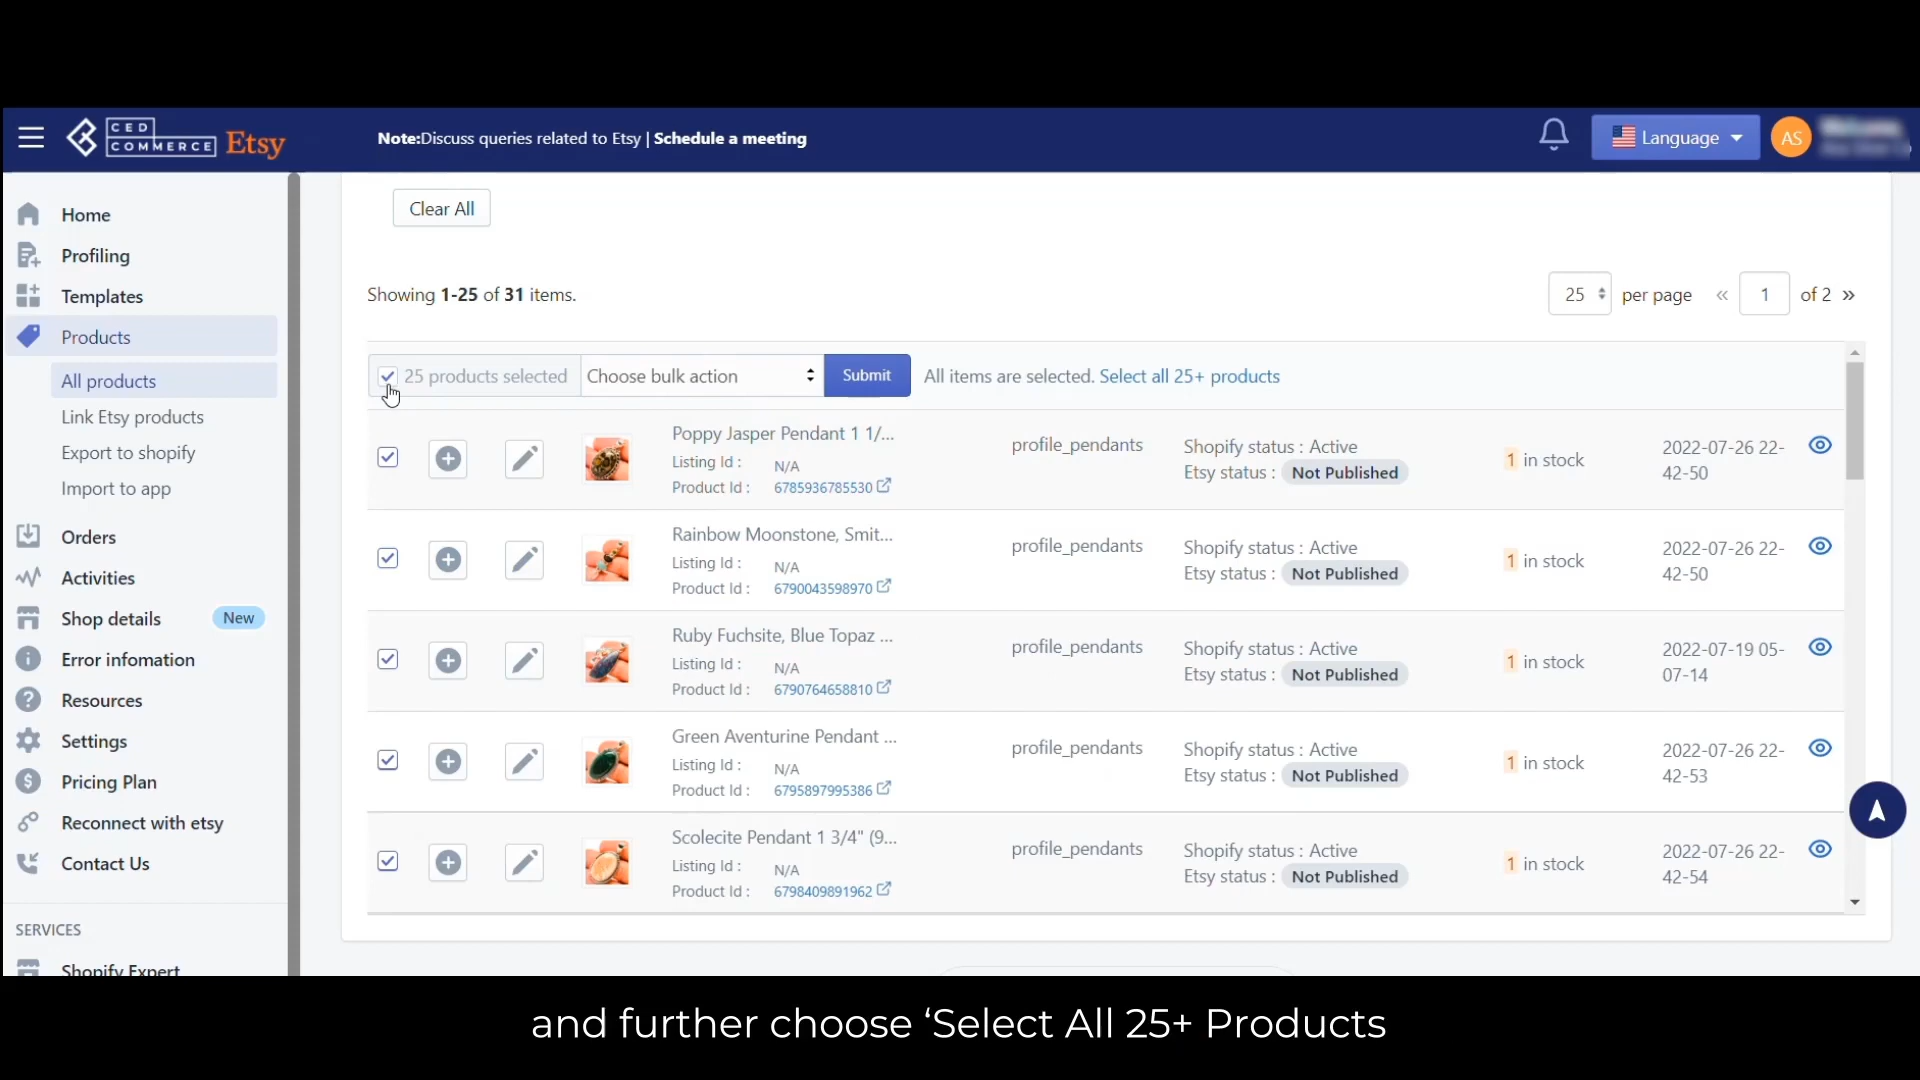 CED COMMERCE Etsy
Note:Discuss queries related to Etsy | Schedule a meeting
Language
AS
Home
Profiling
Templates
Products
All products
Link Etsy products
Export to shopify
Import to app
Orders
Activities
Shop details New
Error infomation
Resources
Settings
Pricing Plan
Reconnect with etsy
Contact Us
SERVICES
Shopify Expert
Clear All
Showing 1-25 of 31 items.
25 per page « 1 of 2 »
25 products selected Choose bulk action Submit All items are selected. Select all 25+ products
Poppy Jasper Pendant 1 1/...
Listing Id : N/A
Product Id : 6785936785530
profile_pendants
Shopify status : Active
Etsy status : Not Published
1 in stock
2022-07-26 22-
42-50
Rainbow Moonstone, Smit...
Listing Id : N/A
Product Id : 6790043598970
profile_pendants
Shopify status : Active
Etsy status : Not Published
1 in stock
2022-07-26 22-
42-50
Ruby Fuchsite, Blue Topaz ...
Listing Id : N/A
Product Id : 6790764658810
profile_pendants
Shopify status : Active
Etsy status : Not Published
1 in stock
2022-07-19 05-
07-14
Green Aventurine Pendant ...
Listing Id : N/A
Product Id : 6795897995386
profile_pendants
Shopify status : Active
Etsy status : Not Published
1 in stock
2022-07-26 22-
42-53
Scolecite Pendant 1 3/4" (9...
Listing Id : N/A
Product Id : 6798409891962
profile_pendants
Shopify status : Active
Etsy status : Not Published
1 in stock
2022-07-26 22-
42-54
and further choose ‘Select All 25+ Products